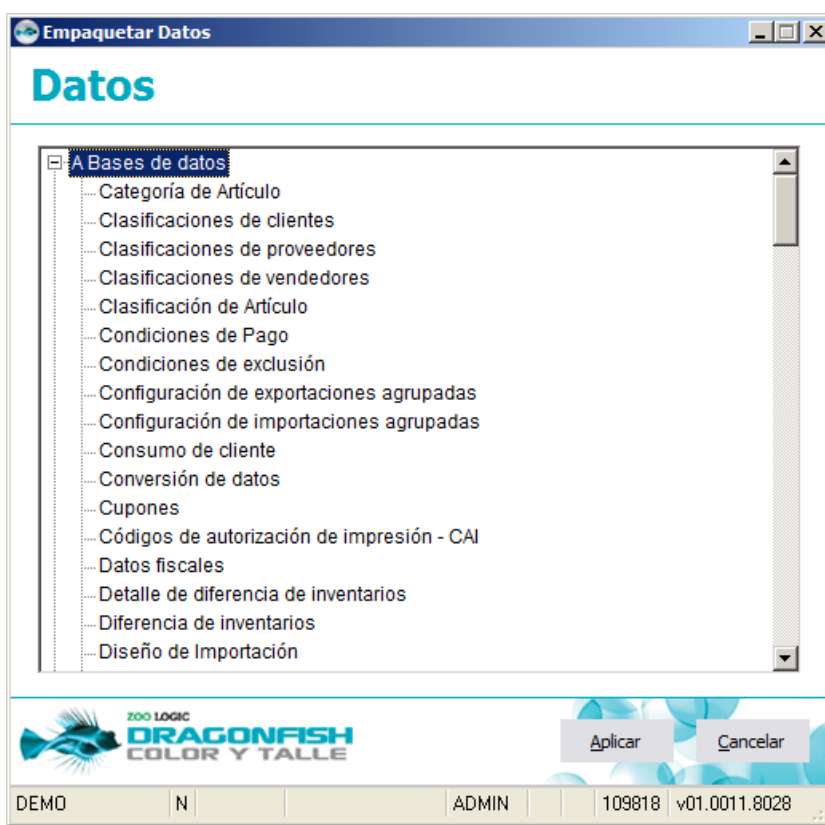 Empaquetar Datos
Datos
A Bases de datos
Categoría de Artículo
Clasificaciones de clientes
Clasificaciones de proveedores
Clasificaciones de vendedores
Clasificación de Artículo
Condiciones de Pago
Condiciones de exclusión
Configuración de exportaciones agrupadas
Configuración de importaciones agrupadas
Consumo de cliente
Conversión de datos
Cupones
Códigos de autorización de impresión - CAI
Datos fiscales
Detalle de diferencia de inventarios
Diferencia de inventarios
Diseño de Importación
ZOO LOGIC
DRAGONFISH
COLOR Y TALLE
Aplicar Cancelar
DEMO N ADMIN 109818 v01.0011.8028